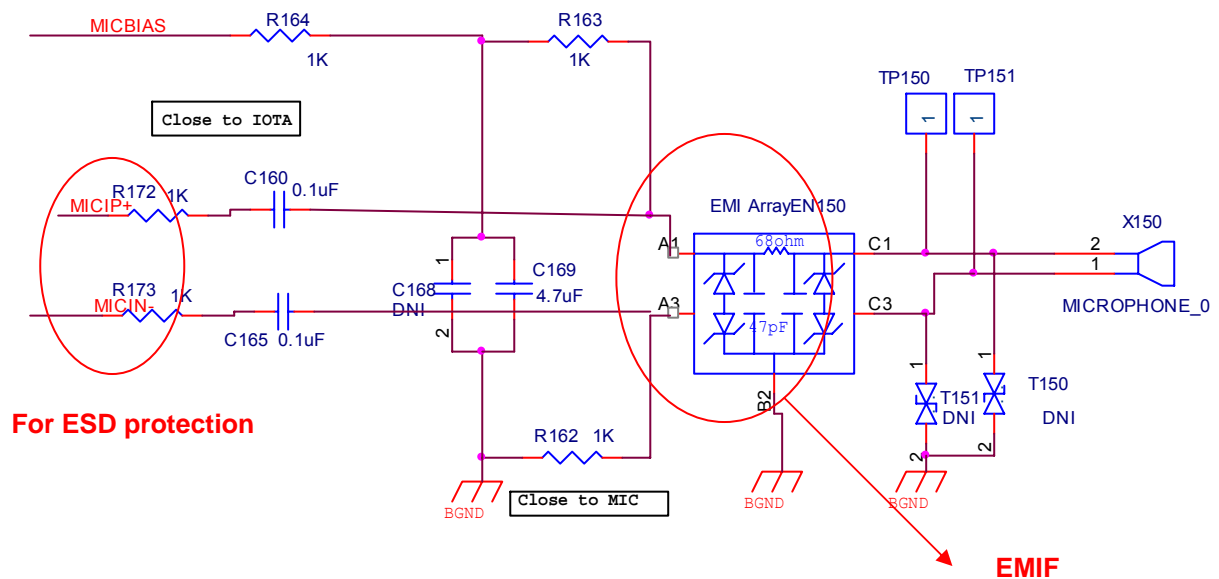 MICBIAS
R164
1K
R163
1K
TP150
TP151
1
1
Close to IOTA
R172
1K
MICIP+
C160
0.1uF
EMI ArrayEN150
X150
A1
68ohm
C1
2
1
MICROPHONE_0
R173
1K
MICIN-
C165
0.1uF
1
C168
DNI
2
C169
4.7uF
A3
47pF
C3
1
1
T151
DNI
T150
DNI
2
2
B2
For ESD protection
R162
1K
BGND
Close to MIC
BGND
BGND
EMIF